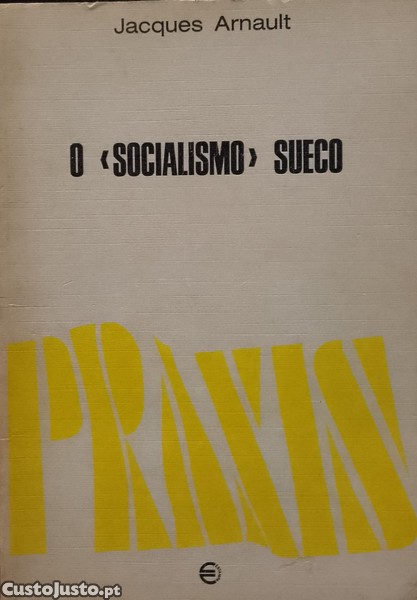 Jacques Arnault
O ‹SOCIALISMO› SUECO
PRAXIS
CustoJusto.pt